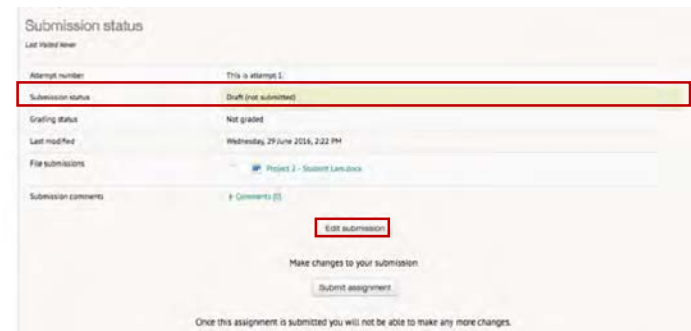 Submission status
Last Visited Never
Attempt number This is attempt 1.
Submission status Draft (not submitted)
Grading status Not graded
Last modified Wednesday, 29 June 2016, 2:22 PM
File submissions Project 2 - Student Lam.docx
Submission comments Comments (0)
Edit submission
Make changes to your submission
Submit assignment
Once this assignment is submitted you will not be able to make any more changes.